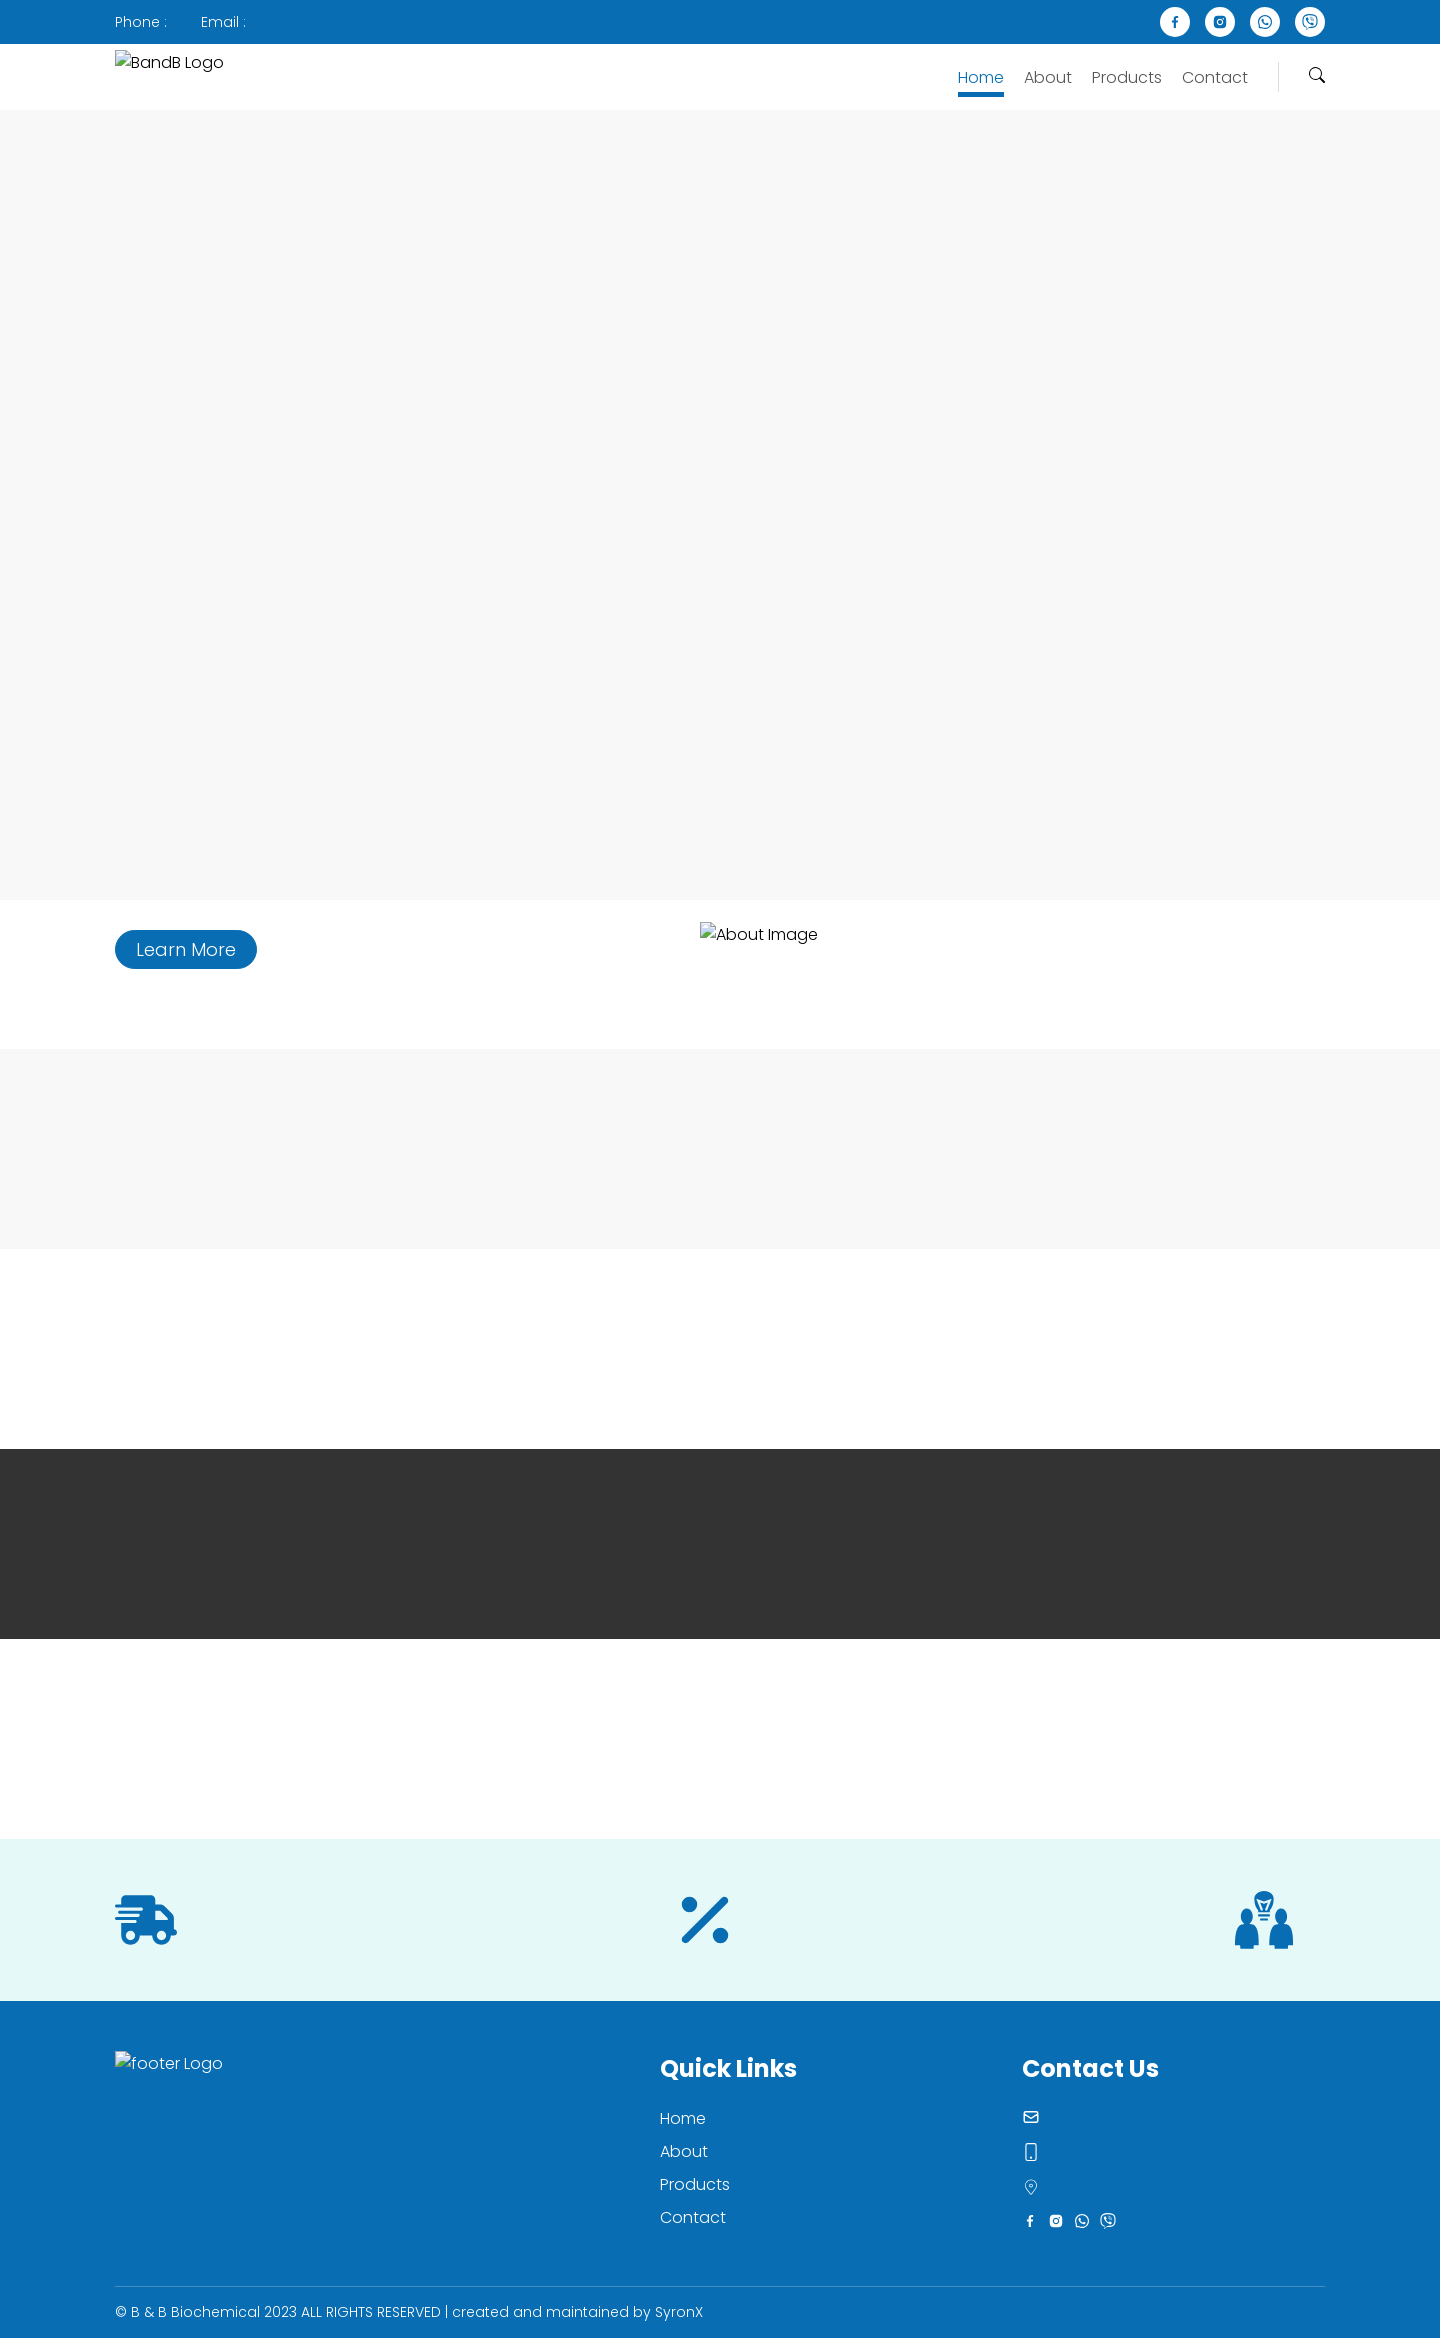 Phone : Email :
BandB Logo
Home About Products Contact
Learn More
About Image
footer Logo
Quick Links
Home
About
Products
Contact
Contact Us
© B & B Biochemical 2023 ALL RIGHTS RESERVED | created and maintained by SyronX